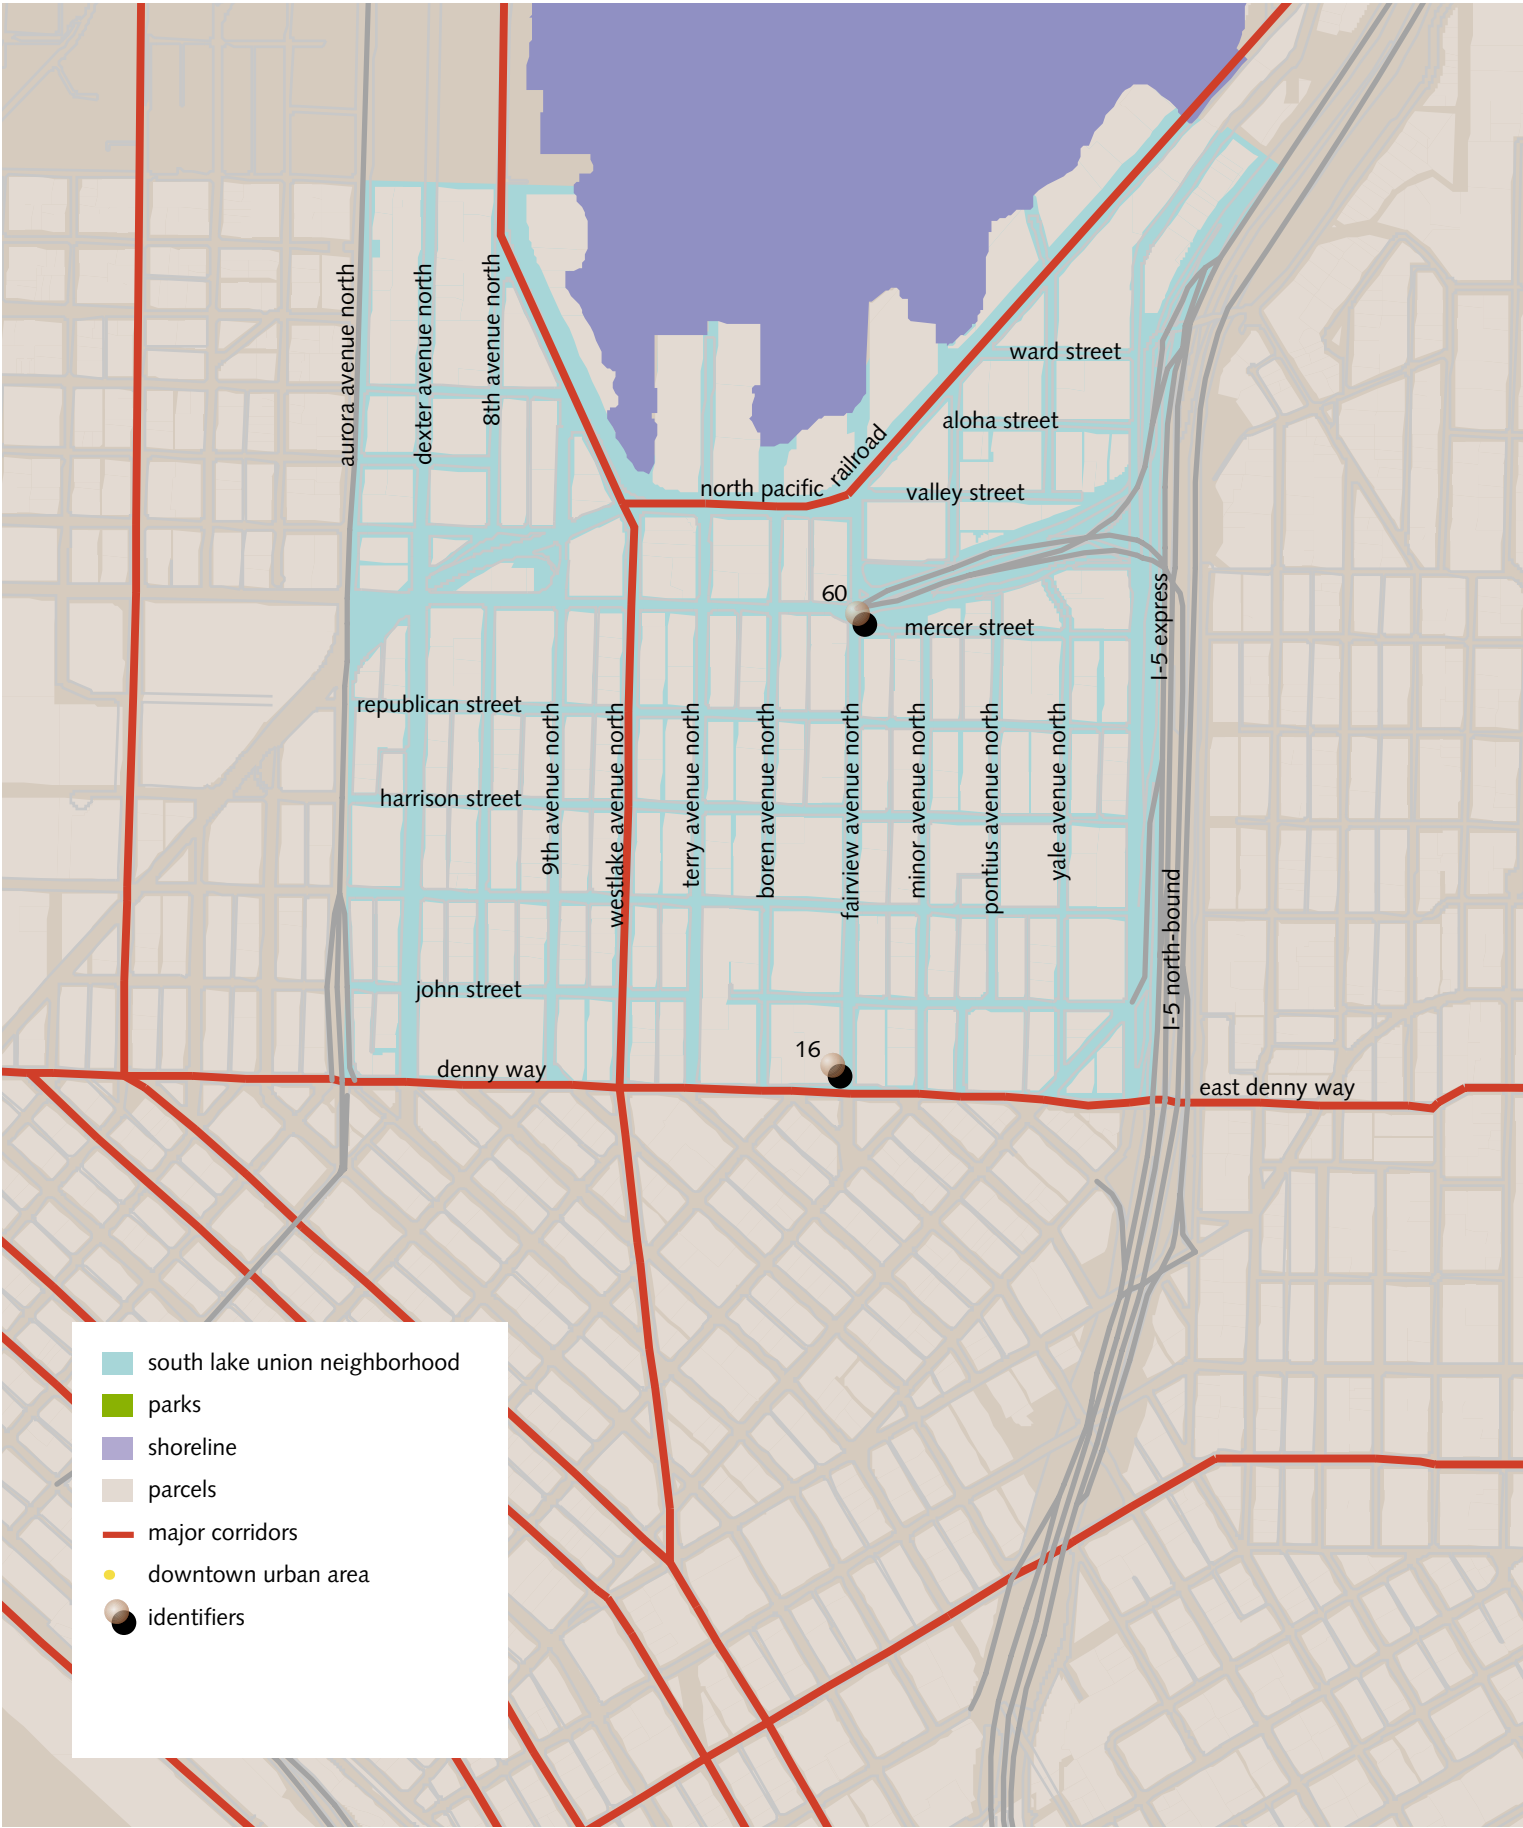 aurora avenue north
dexter avenue north
8th avenue north
ward street
aloha street
railroad
north pacific
valley street
60
mercer street
I-5 express
republican street
9th avenue north
westlake avenue north
terry avenue north
boren avenue north
fairview avenue north
minor avenue north
pontius avenue north
yale avenue north
harrison street
I-5 north-bound
john street
16
denny way
east denny way
south lake union neighborhood
parks
shoreline
parcels
major corridors
downtown urban area
identifiers